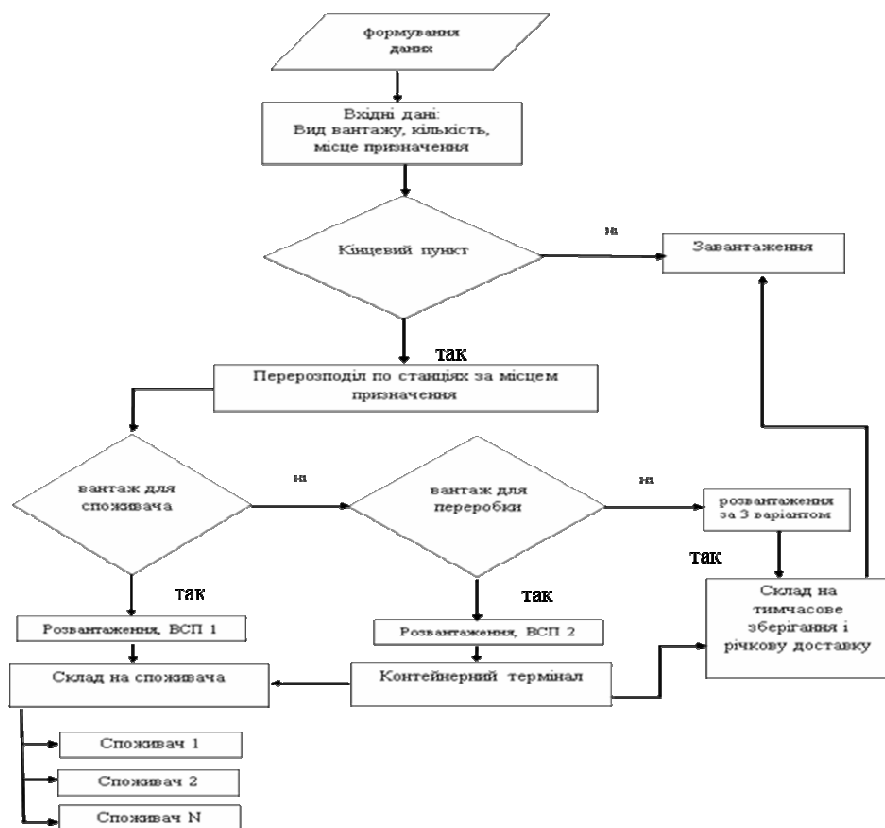 формування
даних
Вхідні дані:
Вид вантажу, кількість,
місце призначення
Кінцевий пункт
Завантаження
так
Перерозподіл по станціях за місцем
призначення
вантаж для
споживача
вантаж для
переробки
розвантаження
за 3 варіантом
так
так
так
Розвантаження, ВСП 1
Розвантаження, ВСП 2
Склад на
тимчасове
зберігання і
річкову доставку
Склад на споживача
Контейнерний термінал
Споживач 1
Споживач 2
Споживач N